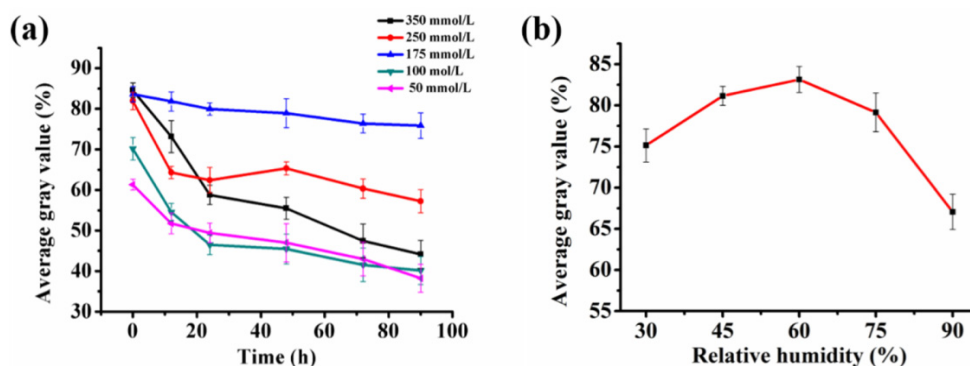 (a)
350 mmol/L
250 mmol/L
175 mmol/L
100 mol/L
50 mmol/L
Average gray value (%)
90
80
70
60
50
40
30
0 20 40 60 80 100
Time (h)
(b)
Average gray value (%)
90
85
80
75
70
65
60
55
30 45 60 75 90
Relative humidity (%)